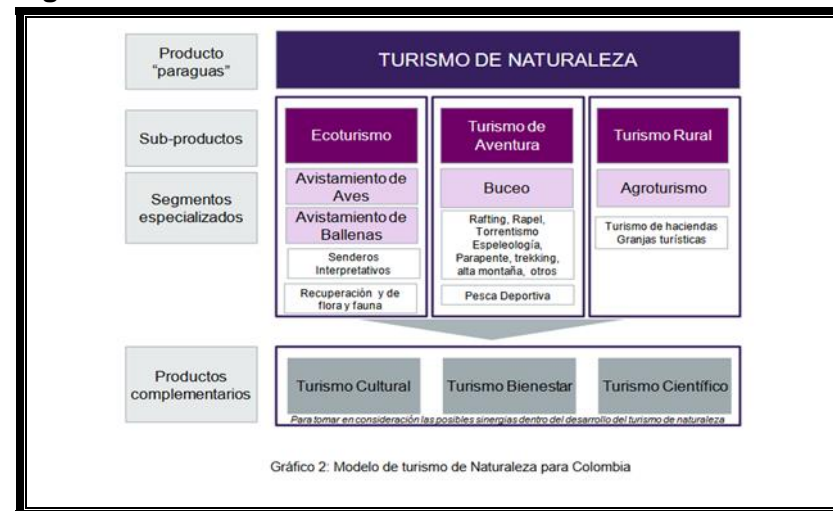 Producto
“paraguas”
TURISMO DE NATURALEZA
Sub-productos
Ecoturismo
Turismo de
Aventura
Turismo Rural
Segmentos
especializados
Avistamiento de
Aves
Avistamiento de
Ballenas
Senderos
Interpretativos
Recuperación y de
flora y fauna
Buceo
Rafting, Rapel,
Torrentismo
Espeleología,
Parapente, trekking,
alta montaña, otros
Pesca Deportiva
Agroturismo
Turismo de haciendas
Granjas turísticas
Productos
complementarios
Turismo Cultural
Turismo Bienestar
Turismo Científico
Para tomar en consideración las posibles sinergias dentro del desarrollo del turismo de naturaleza
Gráfico 2: Modelo de turismo de Naturaleza para Colombia